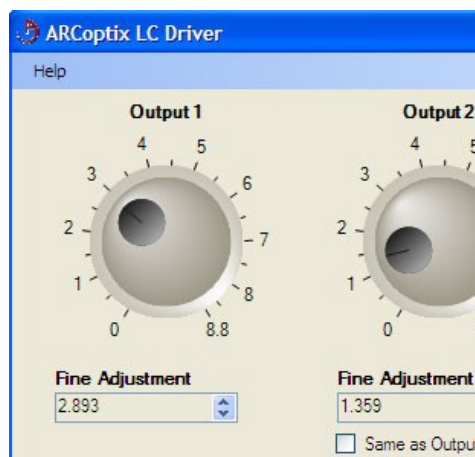 ARCoptix LC Driver
Help
Output 1
0
1
2
3
4
5
6
7
8
8.8
Fine Adjustment
2.893
Output 2
0
1
2
3
4
Fine Adjustment
1.359
Same as Outpu